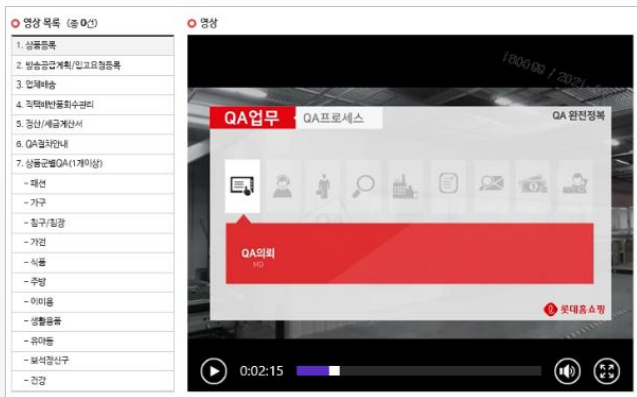 영상 목록 (총 0건)
1. 상품등록
2. 방송공급계획/입고요청등록
3. 업체배송
4. 직택배반품회수관리
5. 정산/세금계산서
6. QA절차안내
7. 상품군별QA(1개이상)
- 패션
- 가구
- 침구/침장
- 가전
- 식품
- 주방
- 이미용
- 생활용품
- 유아동
- 보석장신구
- 건강
영상
QA업무 QA프로세스
QA 완전정복
QA의뢰
MD
롯데홈쇼핑
0:02:15